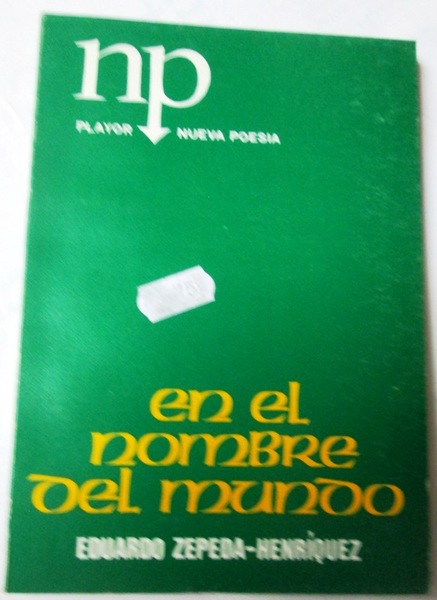 np
PLAYOR NUEVA POESIA
en el
nombre
del mundo
EDUARDO ZEPEDA-HENRÍQUEZ